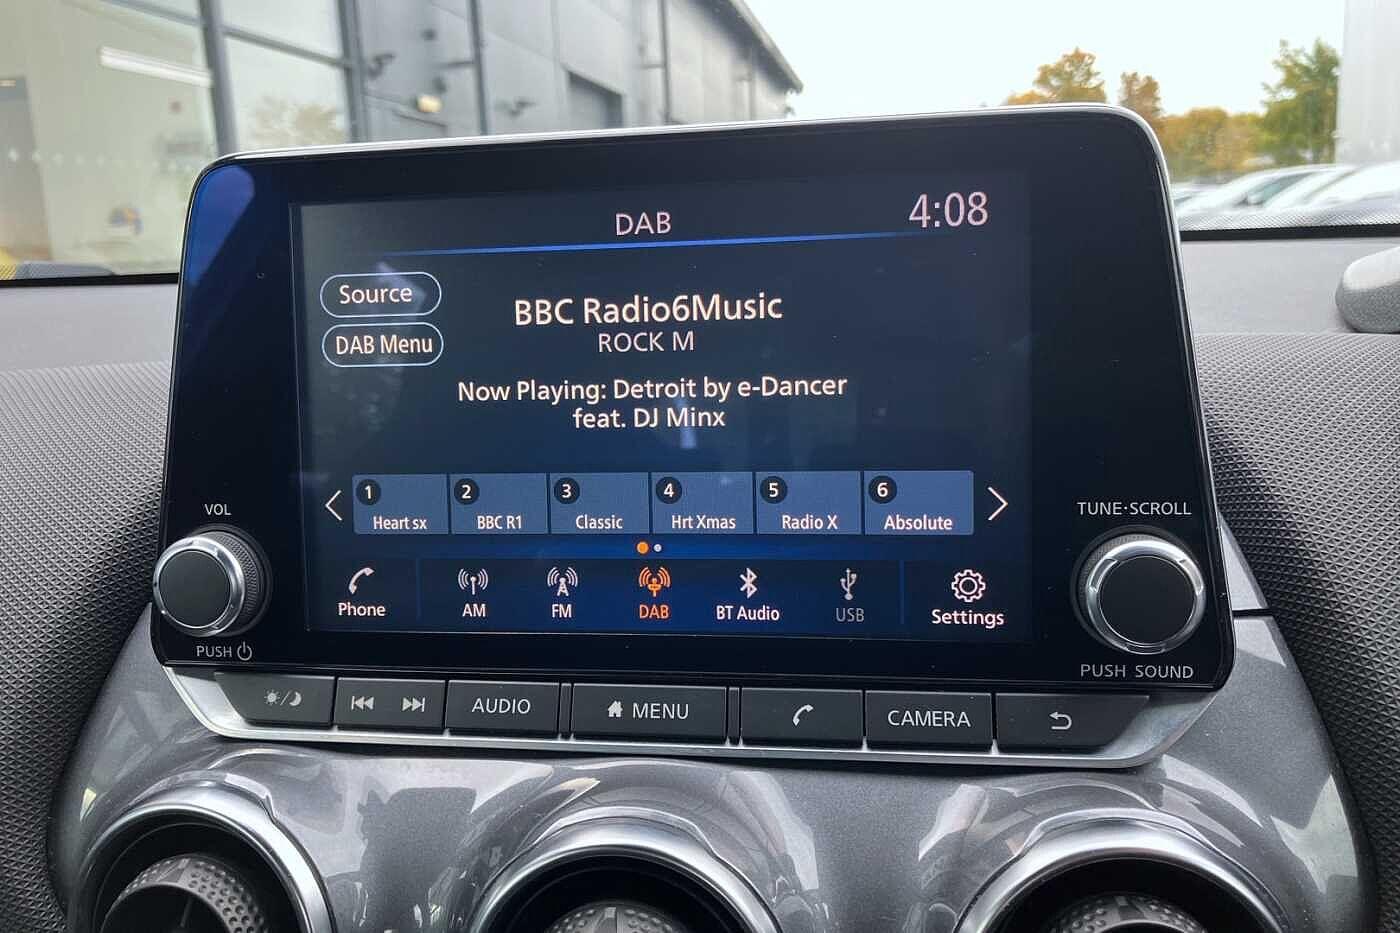 DAB
4:08
Source
DAB Menu
BBC Radio6Music
ROCK M
Now Playing: Detroit by e-Dancer
feat. DJ Minx
1 Heart sx
2 BBC R1
3 Classic
4 Hrt Xmas
5 Radio X
6 Absolute
Phone
AM
FM
DAB
BT Audio
USB
Settings
VOL
PUSH
TUNE·SCROLL
PUSH SOUND
AUDIO
MENU
CAMERA